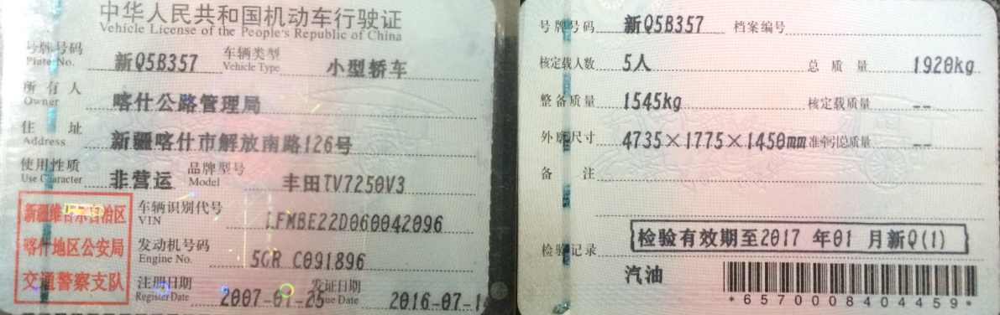 中华人民共和国机动车行驶证
Vehicle License of the People's Republic of China
号牌号码 新Q5B357 车辆类型 小型轿车
Plate No. Vehicle Type
所有人 喀什公路管理局
Owner
住址 新疆喀什市解放南路126号
Address
使用性质 非营运 品牌型号 丰田TV7250V3
Use Character Model
新疆维吾尔自治区
喀什地区公安局
交通警察支队
车辆识别代号 LFMBE22D060042096
VIN
发动机号码 5GR C091896
Engine No.
注册日期 2007-01-25 发证日期 2016-07-1
Register Date Issue Date
号牌号码 新Q5B357 档案编号
核定载人数 5人 总质量 1920kg
整备质量 1545kg 核定载质量 --
外廓尺寸 4735×1775×1450mm 准牵引总质量 --
备注
检验记录 检验有效期至2017年01月新Q(1)
汽油
*6570008404459*